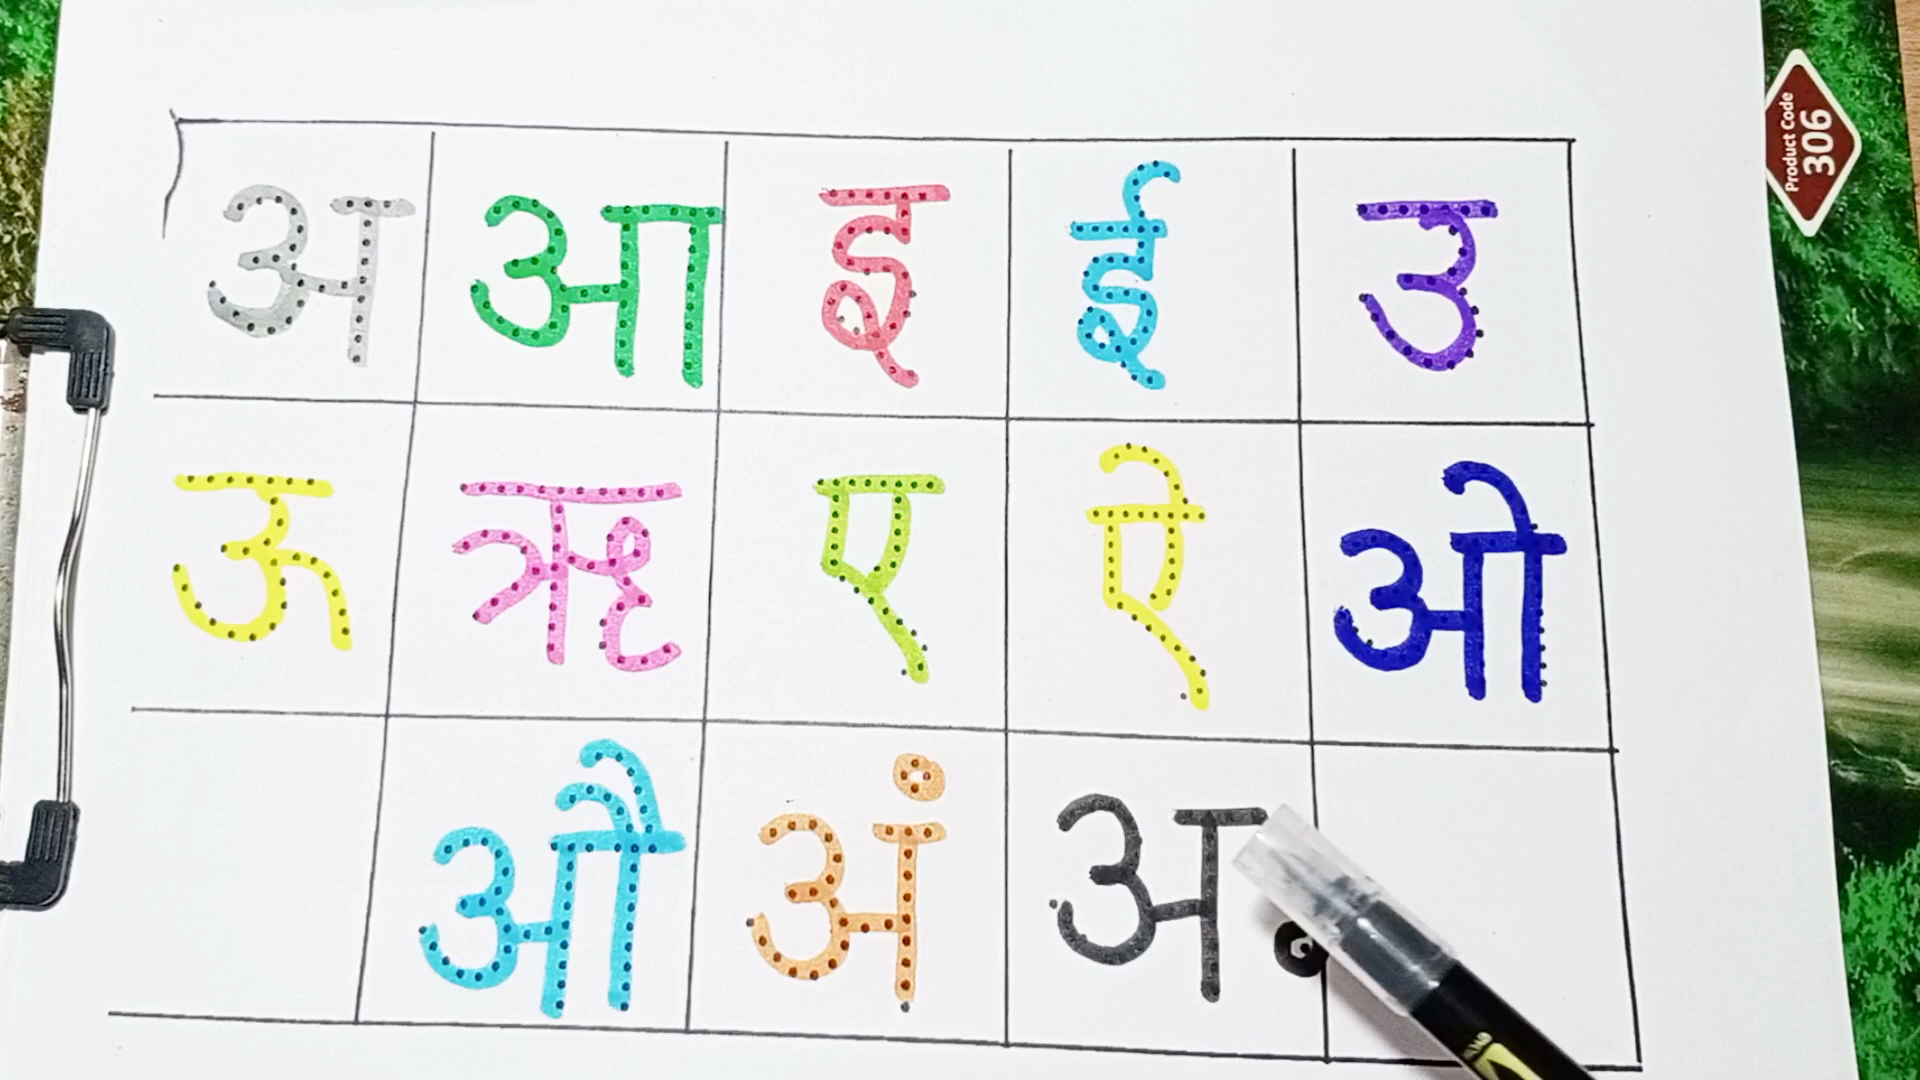 अ आ इ ई उ
ऊ ऋ ए ऐ ओ
औ अं अः
Product Code
306